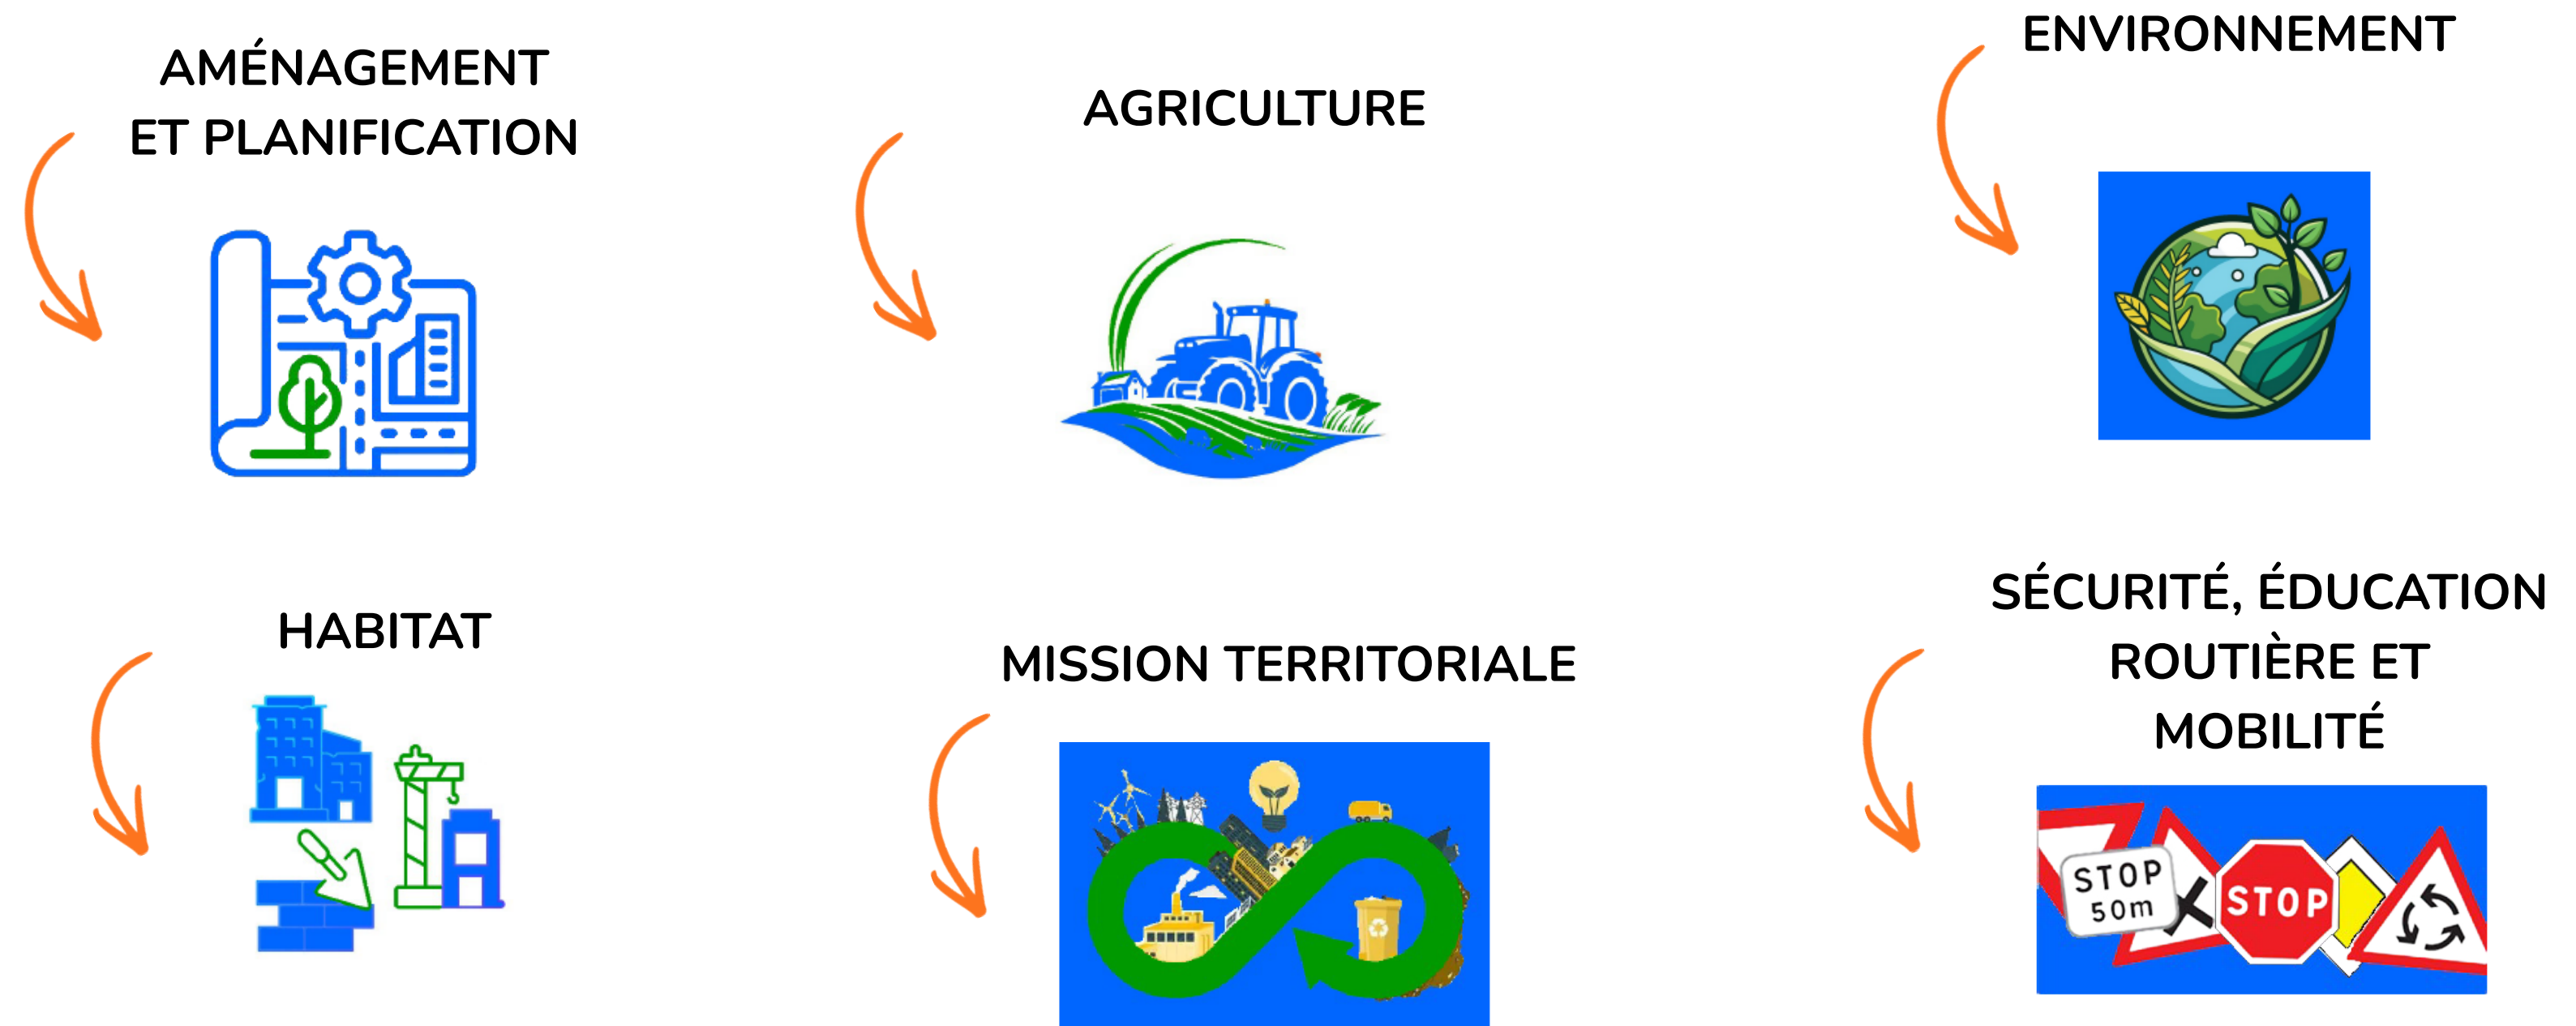 AMÉNAGEMENT
ET PLANIFICATION
AGRICULTURE
ENVIRONNEMENT
HABITAT
MISSION TERRITORIALE
SÉCURITÉ, ÉDUCATION
ROUTIÈRE ET
MOBILITÉ
STOP
50m
STOP